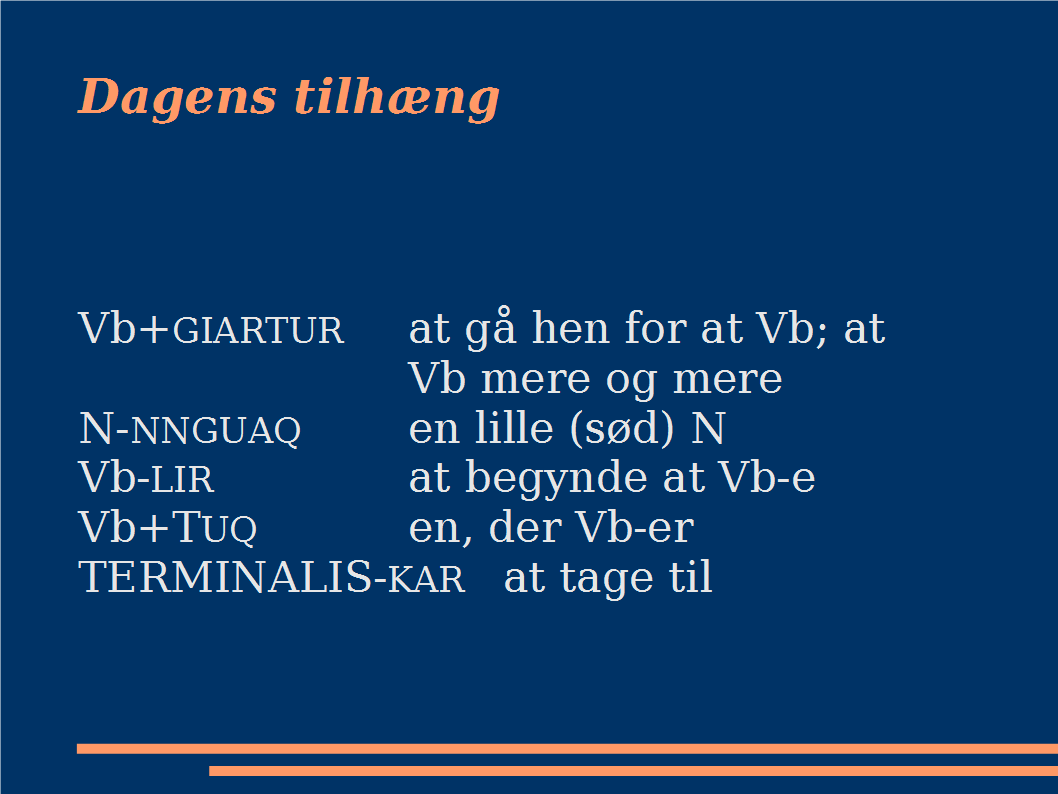 Dagens tilhæng
Vb+GIARTUR at gå hen for at Vb; at
Vb mere og mere
N-NNGUAQ en lille (sød) N
Vb-LIR at begynde at Vb-e
Vb+TUQ en, der Vb-er
TERMINALIS-KAR at tage til